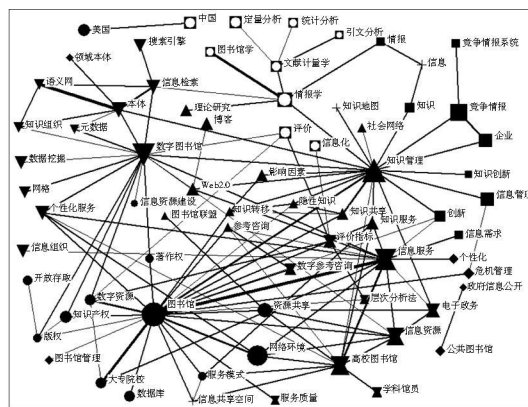 美国
中国
定量分析
统计分析
引文分析
搜索引擎
图书馆学
文献计量学
情报
竞争情报系统
领域本体
信息
语义网
信息检索
情报学
本体
理论研究
知识地图
知识
竞争情报
知识组织
元数据
博客
社会网络
企业
数字图书馆
评价
信息化
数据挖掘
知识管理
影响因素
知识创新
网格
Web2.0
信息资源建设
隐性知识
信息管理
个性化服务
图书馆联盟
知识转移
知识共享
创新
参考咨询
知识服务
评价指标
信息需求
信息组织
信息服务
著作权
个性化
开放存取
数字参考咨询
危机管理
政府信息公开
数字资源
图书馆
层次分析法
知识产权
资源共享
电子政务
版权
信息资源
公共图书馆
网络环境
图书馆管理
高校图书馆
大专院校
服务模式
学科馆员
数据库
信息共享空间
服务质量